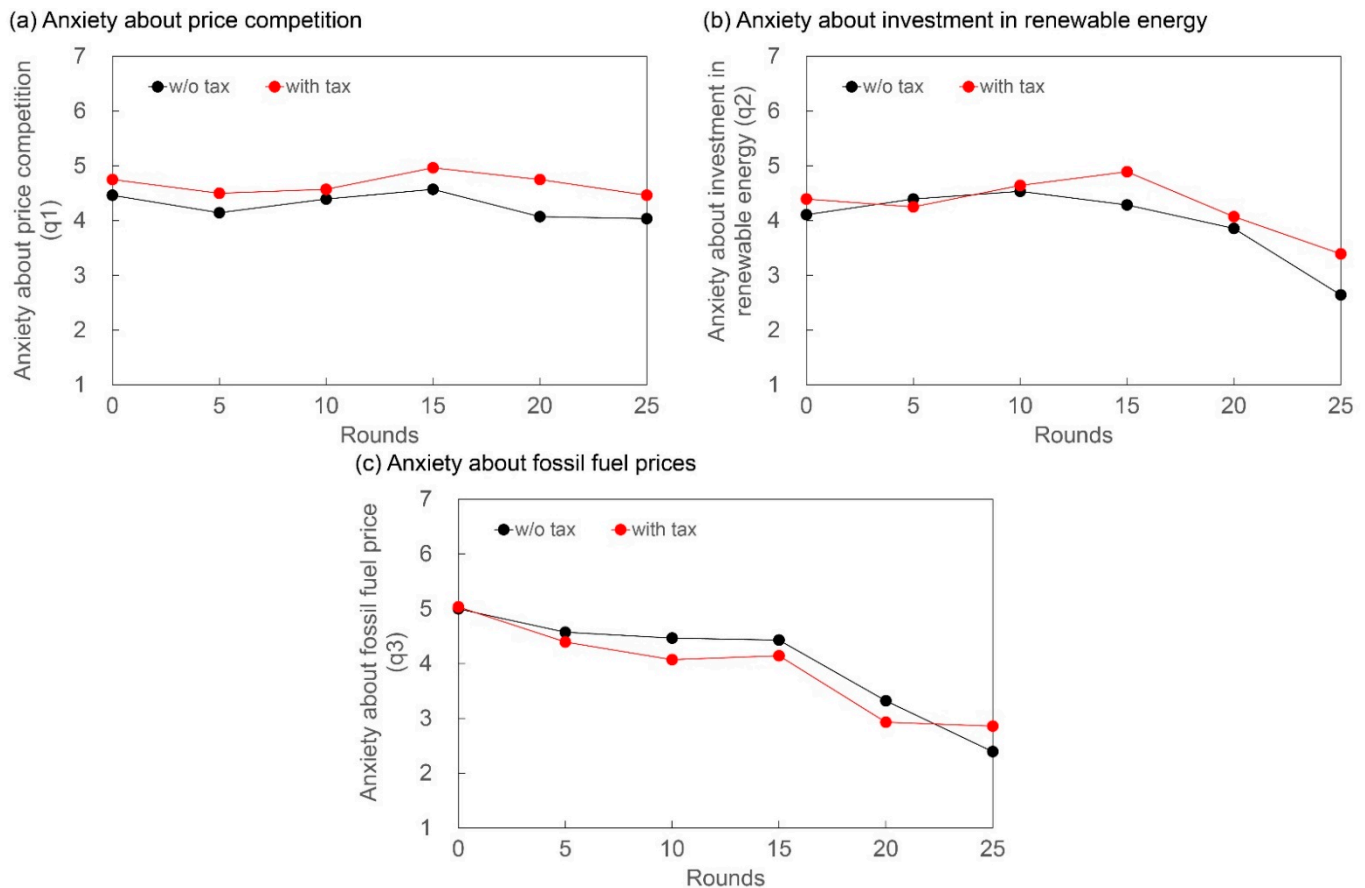 (a) Anxiety about price competition
Anxiety about price competition
(q1)
7
6
5
4
3
2
1
w/o tax
with tax
0 5 10 15 20 25
Rounds
(b) Anxiety about investment in renewable energy
Anxiety about investment in
renewable energy (q2)
7
6
5
4
3
2
1
w/o tax
with tax
0 5 10 15 20 25
Rounds
(c) Anxiety about fossil fuel prices
Anxiety about fossil fuel price
(q3)
7
6
5
4
3
2
1
w/o tax
with tax
0 5 10 15 20 25
Rounds